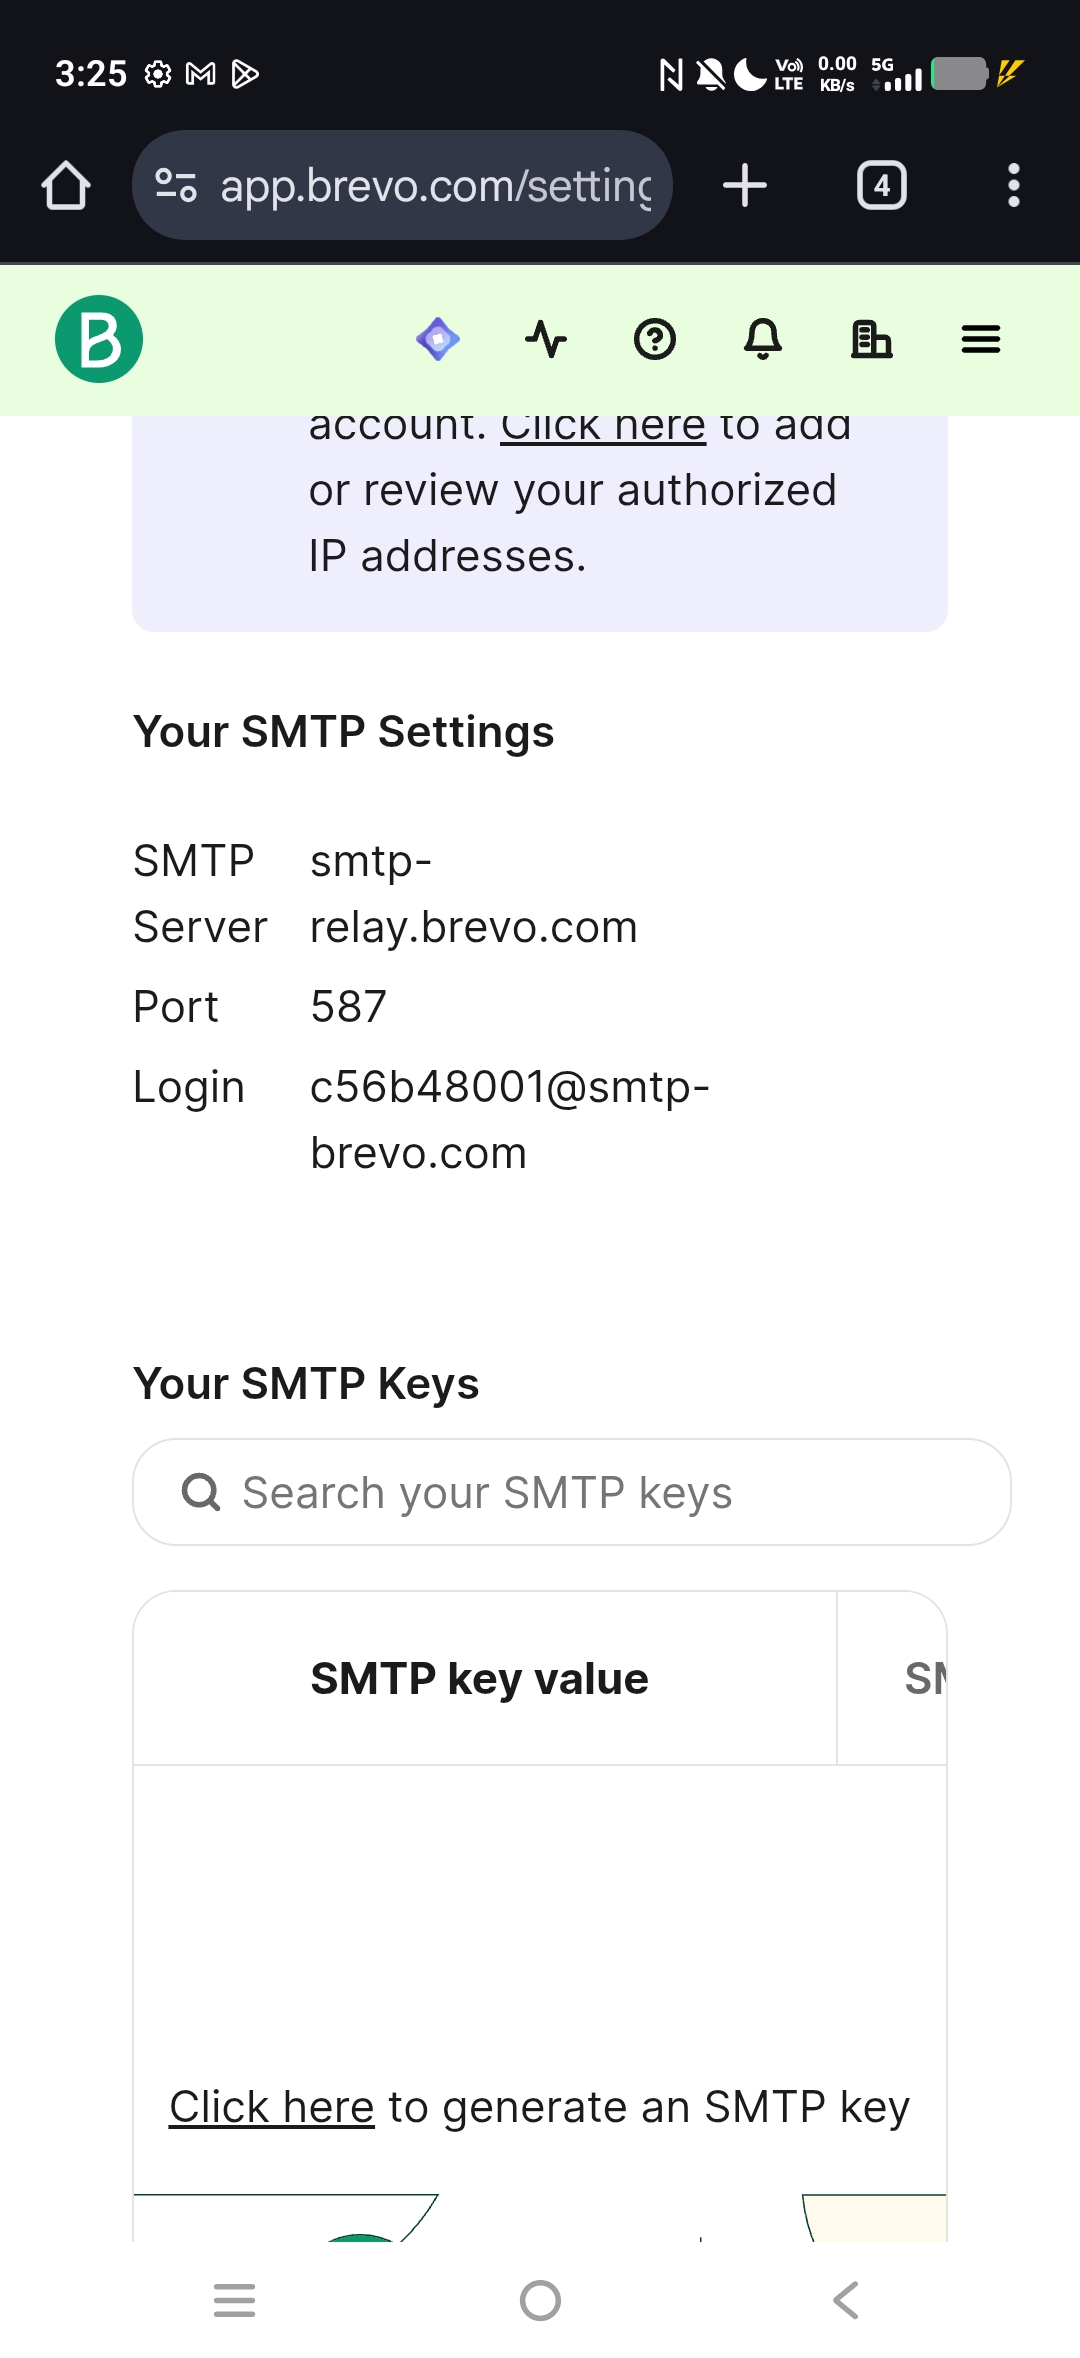 3:25
Vo)) LTE 0.00 KB/s 5G
app.brevo.com/setting
4
B
account. Click here to add
or review your authorized
IP addresses.
Your SMTP Settings
SMTP Server smtp-relay.brevo.com
Port 587
Login c56b48001@smtp-brevo.com
Your SMTP Keys
Search your SMTP keys
SMTP key value
Click here to generate an SMTP key